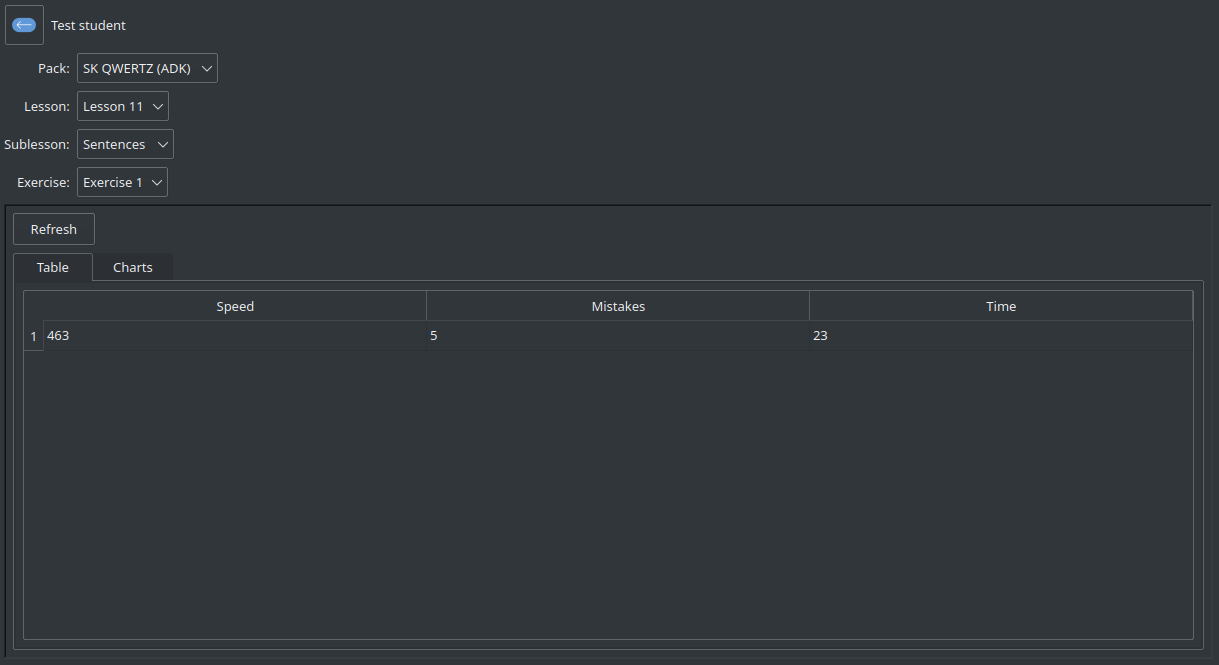 Test student
Pack: SK QWERTZ (ADK)
Lesson: Lesson 11
Sublesson: Sentences
Exercise: Exercise 1
Refresh
Table Charts
Speed Mistakes Time
1 463 5 23